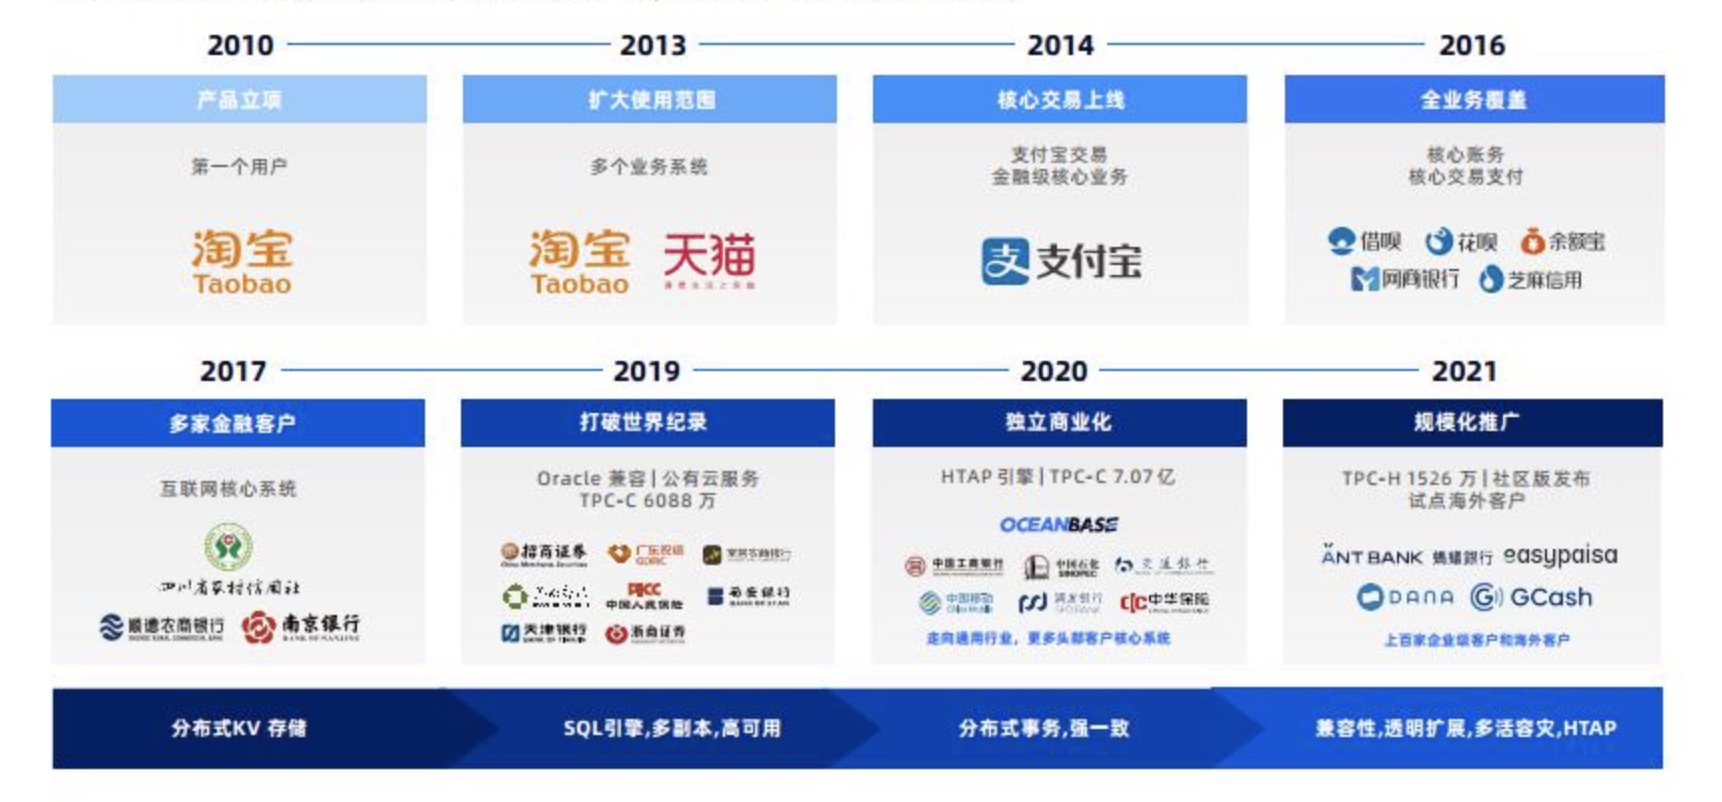 2010
2013
2014
2016
产品立项
扩大使用范围
核心交易上线
全业务覆盖
第一个用户
多个业务系统
支付宝交易
金融级核心业务
核心账务
核心交易支付
淘宝
Taobao
淘宝
Taobao
天猫
支 支付宝
借呗 花呗 余额宝
网商银行 芝麻信用
2017
2019
2020
2021
多家金融客户
打破世界纪录
独立商业化
规模化推广
互联网核心系统
四川省农村信用社
顺德农商银行 南京银行
Oracle 兼容 | 公有云服务
TPC-C 6088 万
招商证券 广东农信
GDRC
PICC
中国人民保险
西安银行
天津银行 浙商证券
HTAP 引擎 | TPC-C 7.07 亿
OCEANBASE
中国工商银行 中国石化
SINOPEC
交通银行
中国移动
浦发银行
中华保险
走向通用行业，更多头部客户核心系统
TPC-H 1526 万 | 社区版发布
试点海外客户
ANT BANK 螞蟻銀行 easypaisa
DANA GCash
上百家企业级客户和海外客户
分布式KV 存储
SQL引擎,多副本,高可用
分布式事务,强一致
兼容性,透明扩展,多活容灾,HTAP